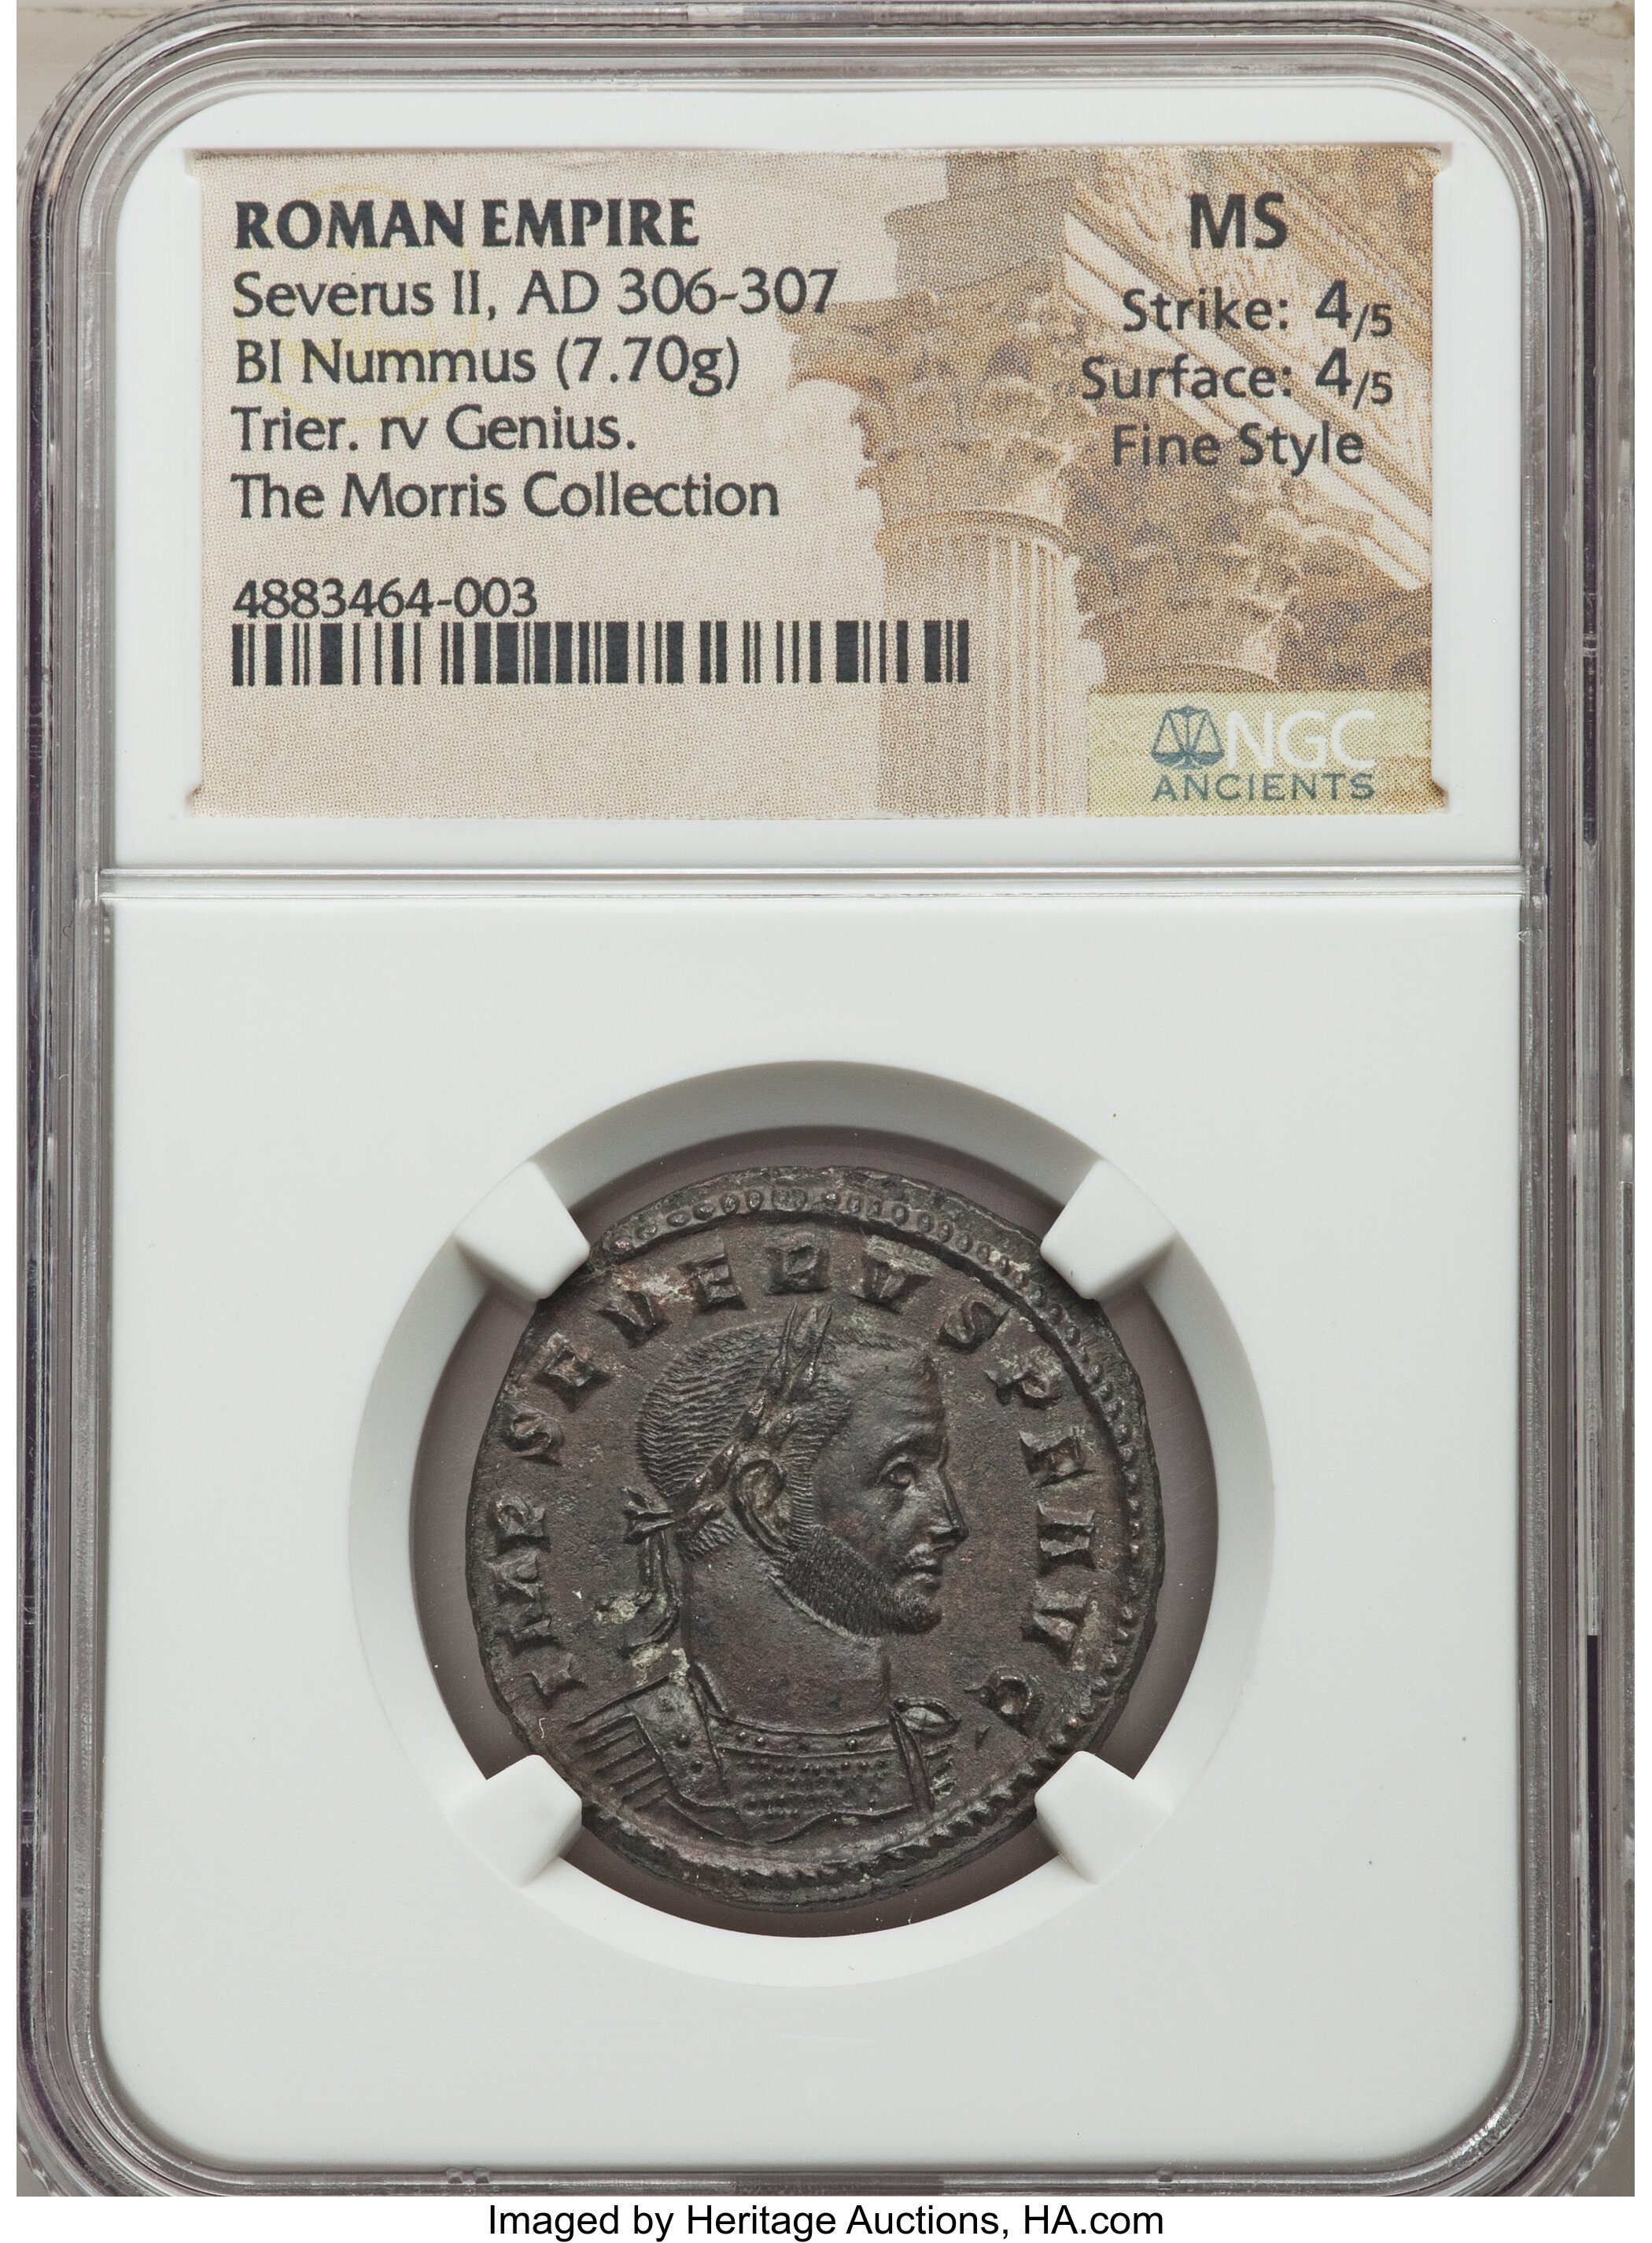 ROMAN EMPIRE
Severus II, AD 306-307
BI Nummus (7.70g)
Trier. rv Genius.
The Morris Collection
4883464-003
MS
Strike: 4/5
Surface: 4/5
Fine Style
NGC
ANCIENTS
IMP SEVERVS P F AVG
Imaged by Heritage Auctions, HA.com